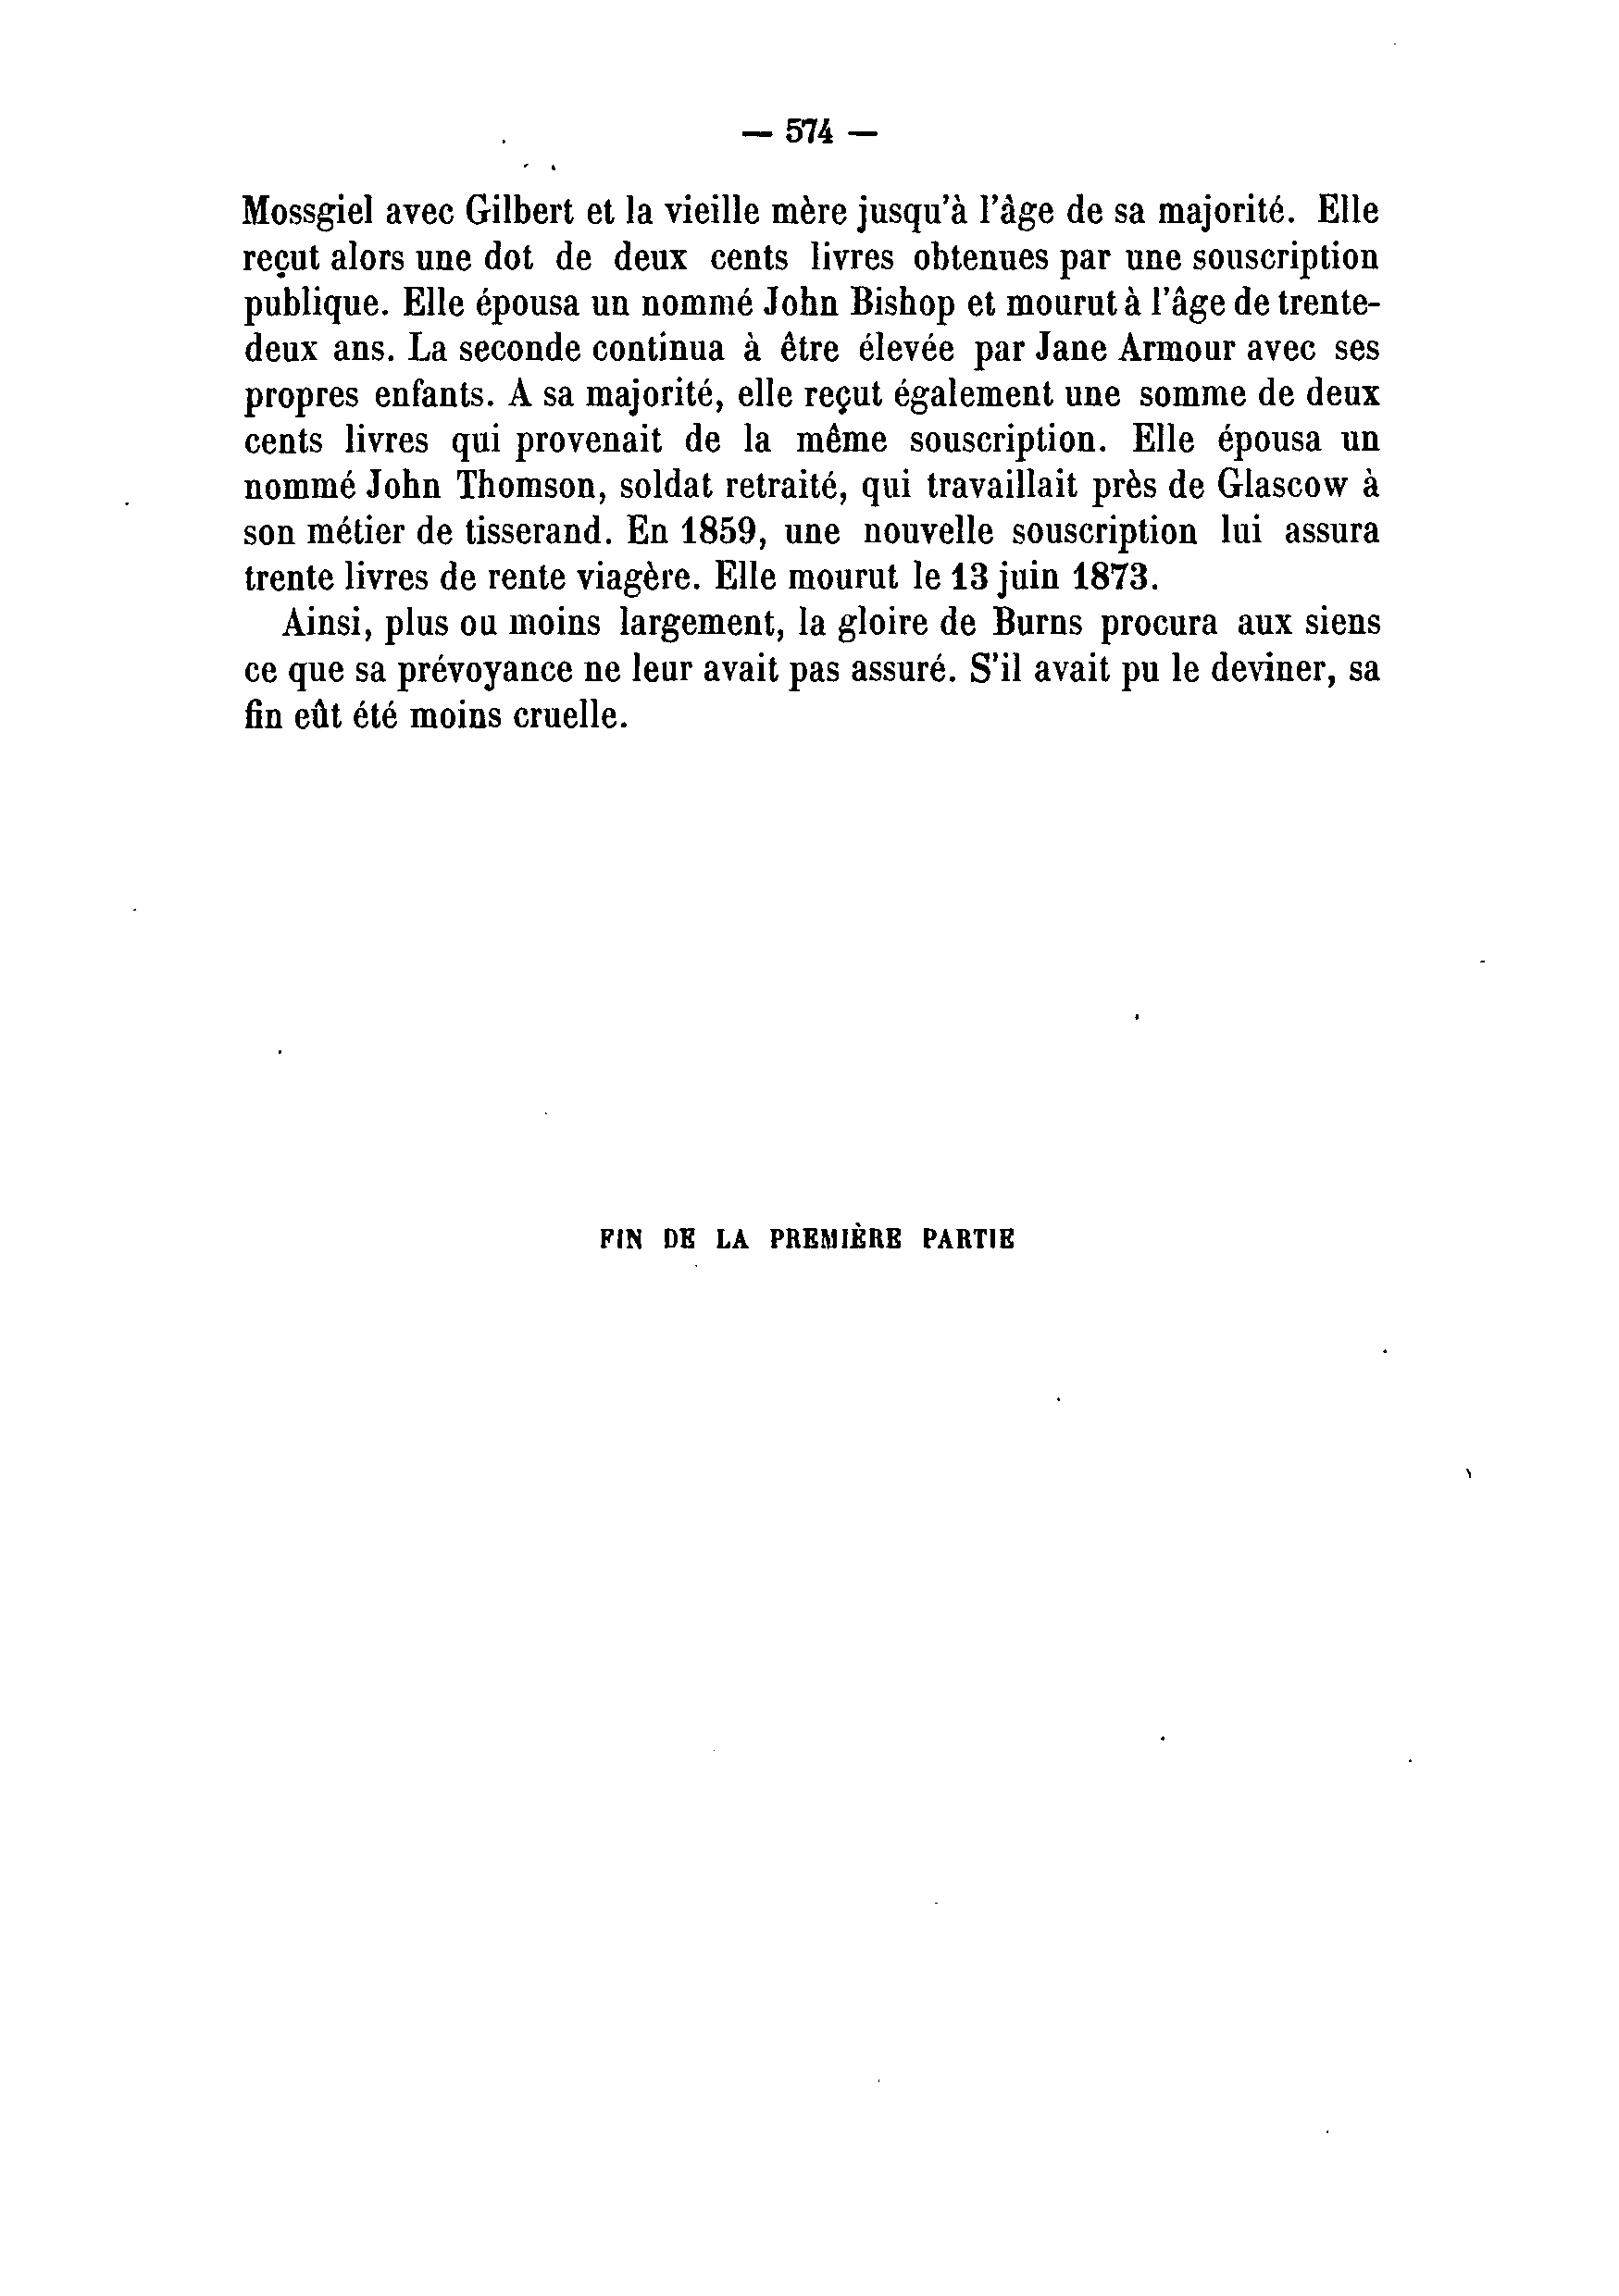 — 574 —
Mossgiel avec Gilbert et la vieille mère jusqu'à l'âge de sa majorité. Elle
reçut alors une dot de deux cents livres obtenues par une souscription
publique. Elle épousa un nommé John Bishop et mourut à l'âge de trente-
deux ans. La seconde continua à être élevée par Jane Armour avec ses
propres enfants. A sa majorité, elle reçut également une somme de deux
cents livres qui provenait de la même souscription. Elle épousa un
nommé John Thomson, soldat retraité, qui travaillait près de Glascow à
son métier de tisserand. En 1859, une nouvelle souscription lui assura
trente livres de rente viagère. Elle mourut le 13 juin 1873.
Ainsi, plus ou moins largement, la gloire de Burns procura aux siens
ce que sa prévoyance ne leur avait pas assuré. S'il avait pu le deviner, sa
fin eût été moins cruelle.
FIN DE LA PREMIÈRE PARTIE